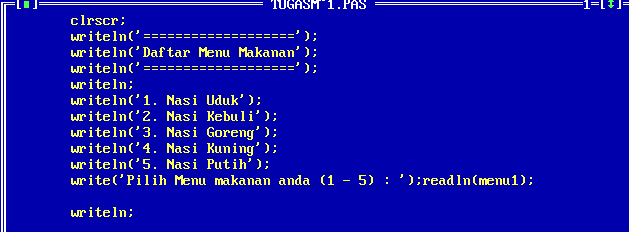 TUGASM~1.PAS 1
clrscr;
writeln('===================');
writeln('Daftar Menu Makanan');
writeln('===================');
writeln;
writeln('1. Nasi Uduk');
writeln('2. Nasi Kebuli');
writeln('3. Nasi Goreng');
writeln('4. Nasi Kuning');
writeln('5. Nasi Putih');
write('Pilih Menu makanan anda (1 - 5) : ');readln(menu1);
writeln;